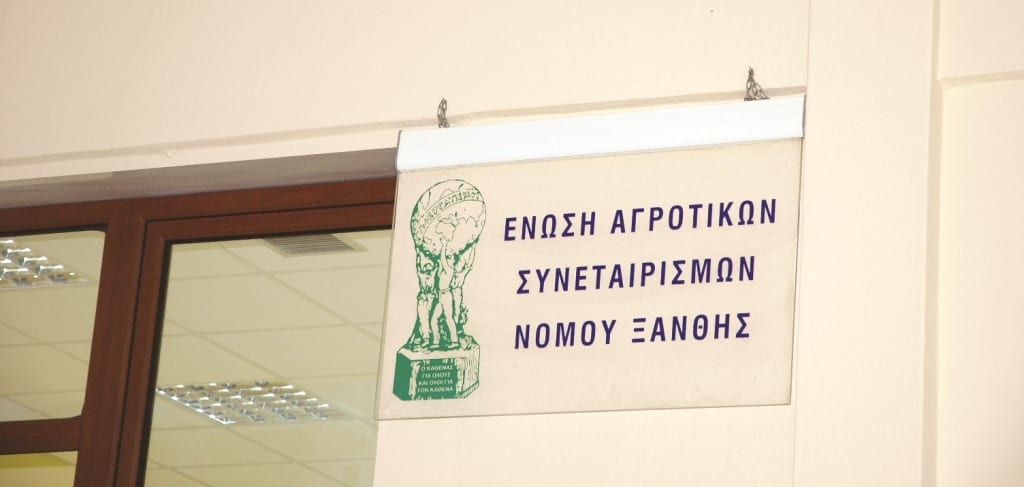 ΕΝΩΣΗ ΑΓΡΟΤΙΚΩΝ
ΣΥΝΕΤΑΙΡΙΣΜΩΝ
ΝΟΜΟΥ ΞΑΝΘΗΣ
Ο ΚΑΘΕΝΑΣ
ΓΙΑ ΟΛΟΥΣ
ΚΑΙ ΟΛΟΙ ΓΙΑ
ΤΟΝ ΚΑΘΕΝΑ